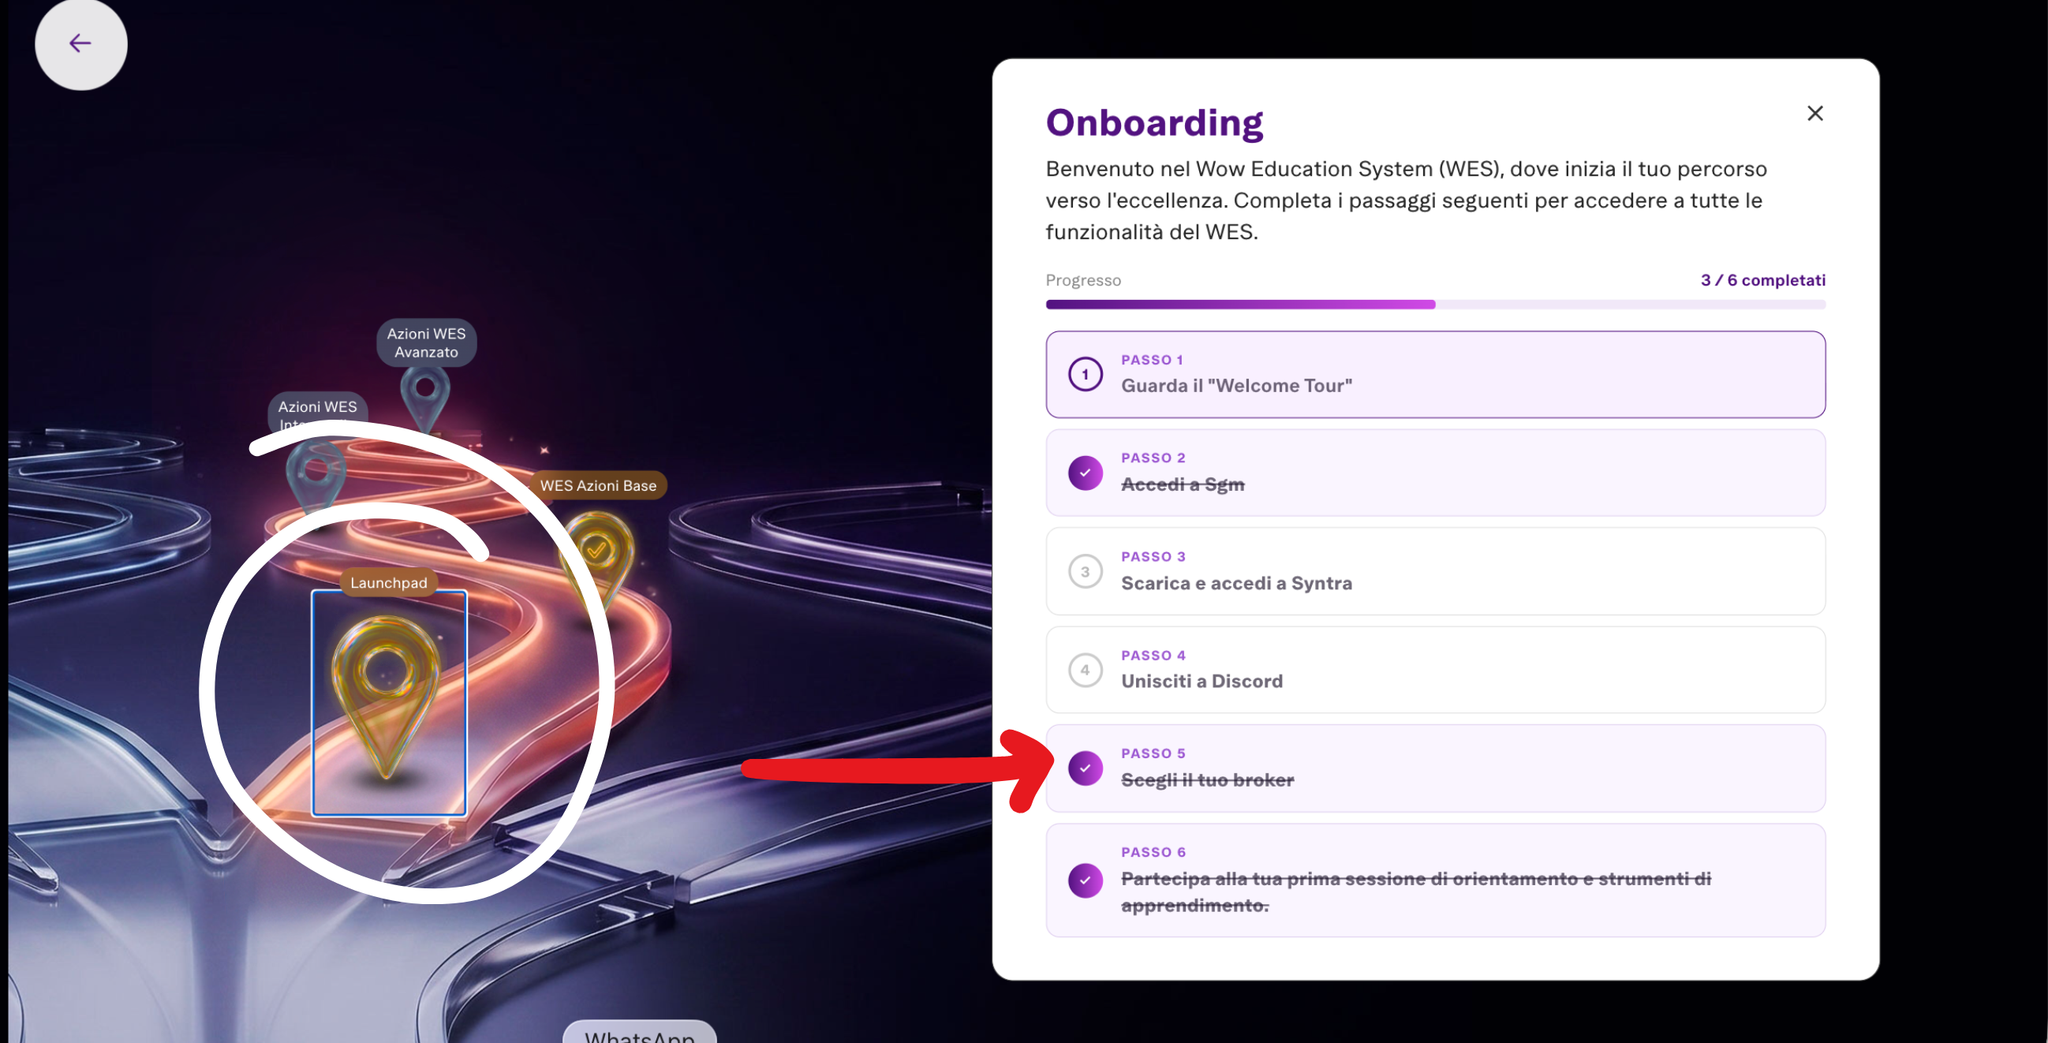 Onboarding
Benvenuto nel Wow Education System (WES), dove inizia il tuo percorso
verso l'eccellenza. Completa i passaggi seguenti per accedere a tutte le
funzionalità del WES.
Progresso
3 / 6 completati
1
PASSO 1
Guarda il "Welcome Tour"
PASSO 2
Accedi a Sgm
3
PASSO 3
Scarica e accedi a Syntra
4
PASSO 4
Unisciti a Discord
PASSO 5
Scegli il tuo broker
PASSO 6
Partecipa alla tua prima sessione di orientamento e strumenti di
apprendimento.
Azioni WES
Avanzato
Azioni WES
WES Azioni Base
Launchpad
WhatsApp